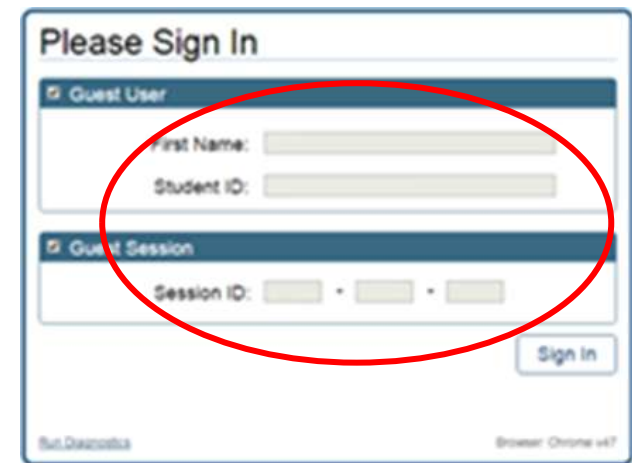 Please Sign In
Guest User
First Name:
Student ID:
Guest Session
Session ID: - -
Sign In
Run Diagnostics
Browser: Chrome v47